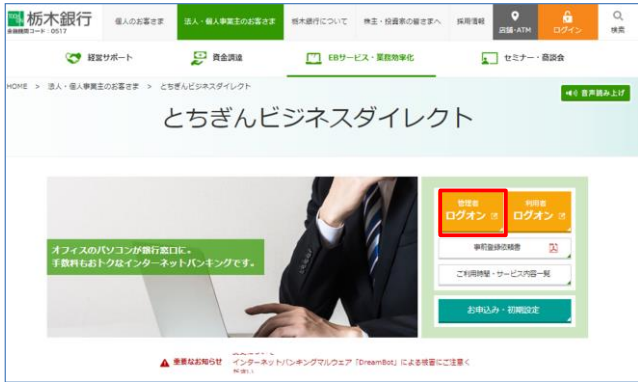 栃木銀行
金融機関コード：0517
個人のお客さま
法人・個人事業主のお客さま
栃木銀行について
株主・投資家の皆さまへ
採用情報
店舗・ATM
ログイン
検索
経営サポート
資金調達
EBサービス・業務効率化
セミナー・商談会
HOME > 法人・個人事業主のお客さま > とちぎんビジネスダイレクト
音声読み上げ
とちぎんビジネスダイレクト
オフィスのパソコンが銀行窓口に。
手数料もおトクなインターネットバンキングです。
管理者
ログオン
利用者
ログオン
事前登録依頼書
ご利用時間・サービス内容一覧
お申込み・初期設定
重要なお知らせ
インターネットバンキングマルウェア「DreamBot」による被害にご注意く